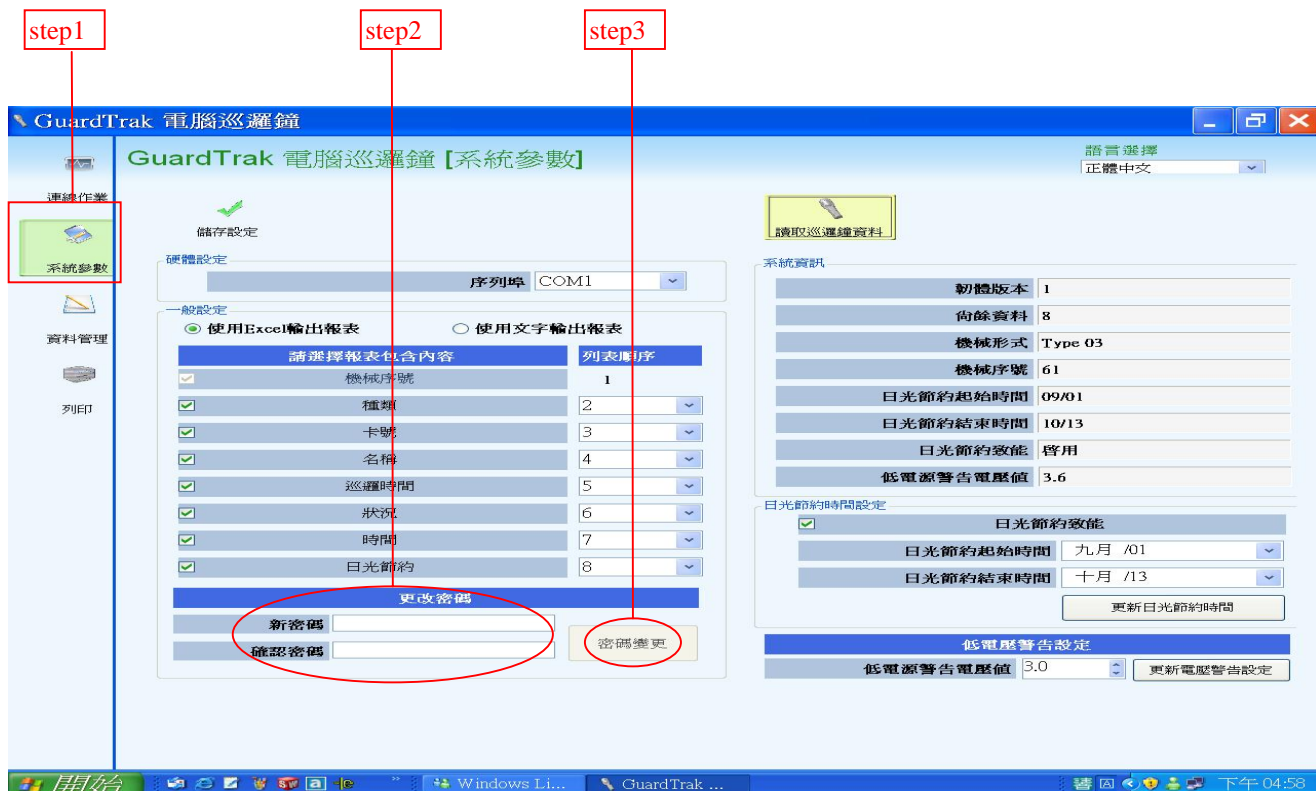 step1
step2
step3
GuardTrak 電腦巡邏鐘
GuardTrak 電腦巡邏鐘 [系統參數]
語言選擇
正體中文
連線作業
系統參數
資料管理
列印
儲存設定
讀取巡邏鐘資料
硬體設定
序列埠 COM1
一般設定
使用Excel輸出報表 使用文字輸出報表
請選擇報表包含內容 列表順序
機械序號 1
種類 2
卡號 3
名稱 4
巡邏時間 5
狀況 6
時間 7
日光節約 8
更改密碼
新密碼
確認密碼
密碼變更
系統資訊
韌體版本 1
尙餘資料 8
機械形式 Type 03
機械序號 61
日光節約起始時間 09/01
日光節約結束時間 10/13
日光節約致能 啓用
低電源警告電壓值 3.6
日光節約時間設定
日光節約致能
日光節約起始時間 九月 /01
日光節約結束時間 十月 /13
更新日光節約時間
低電壓警告設定
低電源警告電壓值 3.0 更新電壓警告設定
開始 Windows Li... GuardTrak ... 下午 04:58